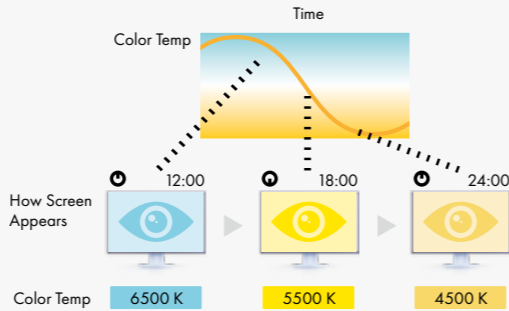 Time
Color Temp
12:00
18:00
24:00
How Screen
Appears
Color Temp
6500 K
5500 K
4500 K